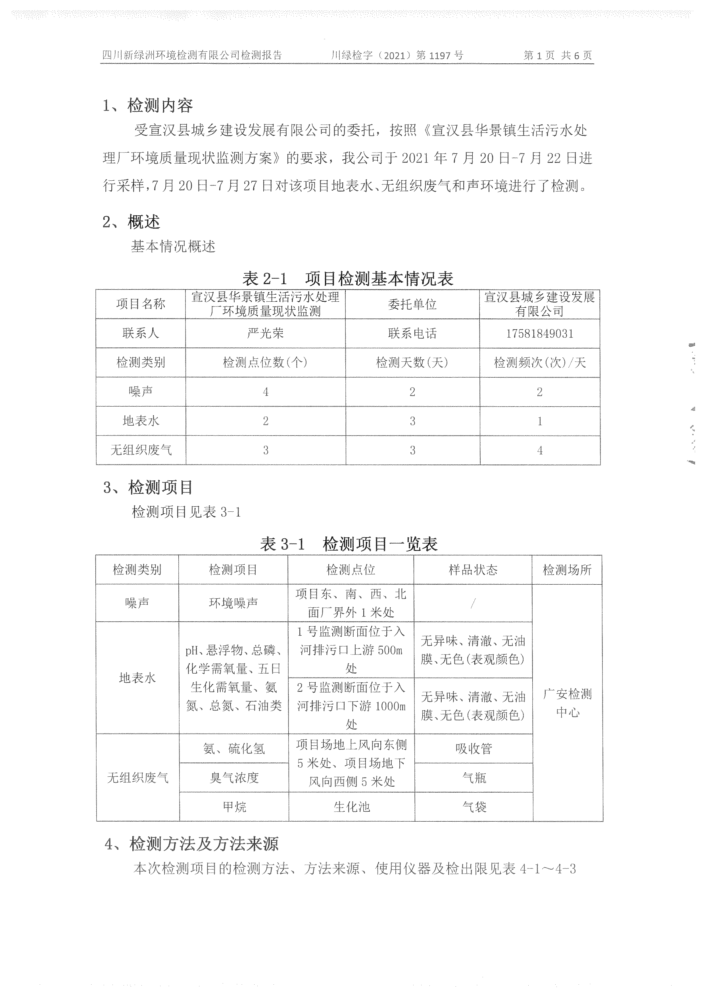 四川新绿洲环境检测有限公司检测报告 川绿检字（2021）第 1197 号 第 1 页 共 6 页
1、检测内容
受宣汉县城乡建设发展有限公司的委托，按照《宣汉县华景镇生活污水处
理厂环境质量现状监测方案》的要求，我公司于 2021 年 7 月 20 日-7 月 22 日进
行采样,7 月 20 日-7 月 27 日对该项目地表水、无组织废气和声环境进行了检测。
2、概述
基本情况概述
表 2-1 项目检测基本情况表
项目名称 宣汉县华景镇生活污水处理 委托单位 宣汉县城乡建设发展
厂环境质量现状监测 有限公司
联系人 严光荣 联系电话 17581849031
检测类别 检测点位数(个) 检测天数(天) 检测频次(次)/天
噪声 4 2 2
地表水 2 3 1
无组织废气 3 3 4
3、检测项目
检测项目见表 3-1
表 3-1 检测项目一览表
检测类别 检测项目 检测点位 样品状态 检测场所
噪声 环境噪声 项目东、南、西、北 /
面厂界外 1 米处
地表水
pH、悬浮物、总磷、
化学需氧量、五日
生化需氧量、氨
氮、总氮、石油类
1 号监测断面位于入
河排污口上游 500m
处
无异味、清澈、无油
膜、无色(表观颜色)
2 号监测断面位于入
河排污口下游 1000m
处
无异味、清澈、无油
膜、无色(表观颜色)
广安检测
中心
无组织废气
氨、硫化氢
项目场地上风向东侧
5 米处、项目场地下
风向西侧 5 米处
吸收管
臭气浓度 气瓶
甲烷 生化池 气袋
4、检测方法及方法来源
本次检测项目的检测方法、方法来源、使用仪器及检出限见表 4-1～4-3